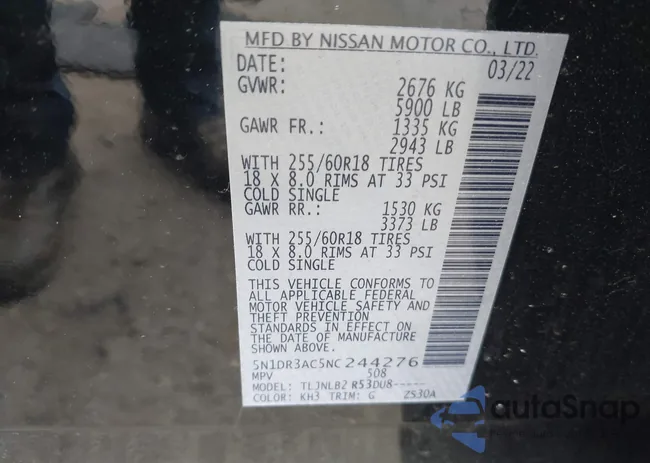 MFD BY NISSAN MOTOR CO., LTD.
DATE: 03/22
GVWR: 2676 KG
5900 LB
GAWR FR.: 1335 KG
2943 LB
WITH 255/60R18 TIRES
18 X 8.0 RIMS AT 33 PSI
COLD SINGLE
GAWR RR.: 1530 KG
3373 LB
WITH 255/60R18 TIRES
18 X 8.0 RIMS AT 33 PSI
COLD SINGLE
THIS VEHICLE CONFORMS TO
ALL APPLICABLE FEDERAL
MOTOR VEHICLE SAFETY AND
THEFT PREVENTION
STANDARDS IN EFFECT ON
THE DATE OF MANUFACTURE
SHOWN ABOVE.
5N1DR3AC5NC244276
MPV 508
MODEL: TLJNLB2 R53DU8-----
COLOR: KH3 TRIM: G Z530A
autoSnap